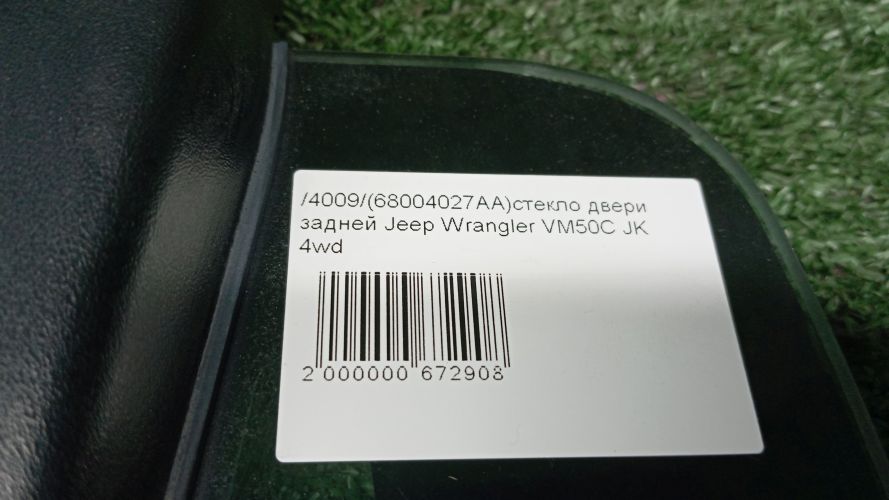 /4009/(68004027AA)стекло двери
задней Jeep Wrangler VM50C JK
4wd
2 000000 672908